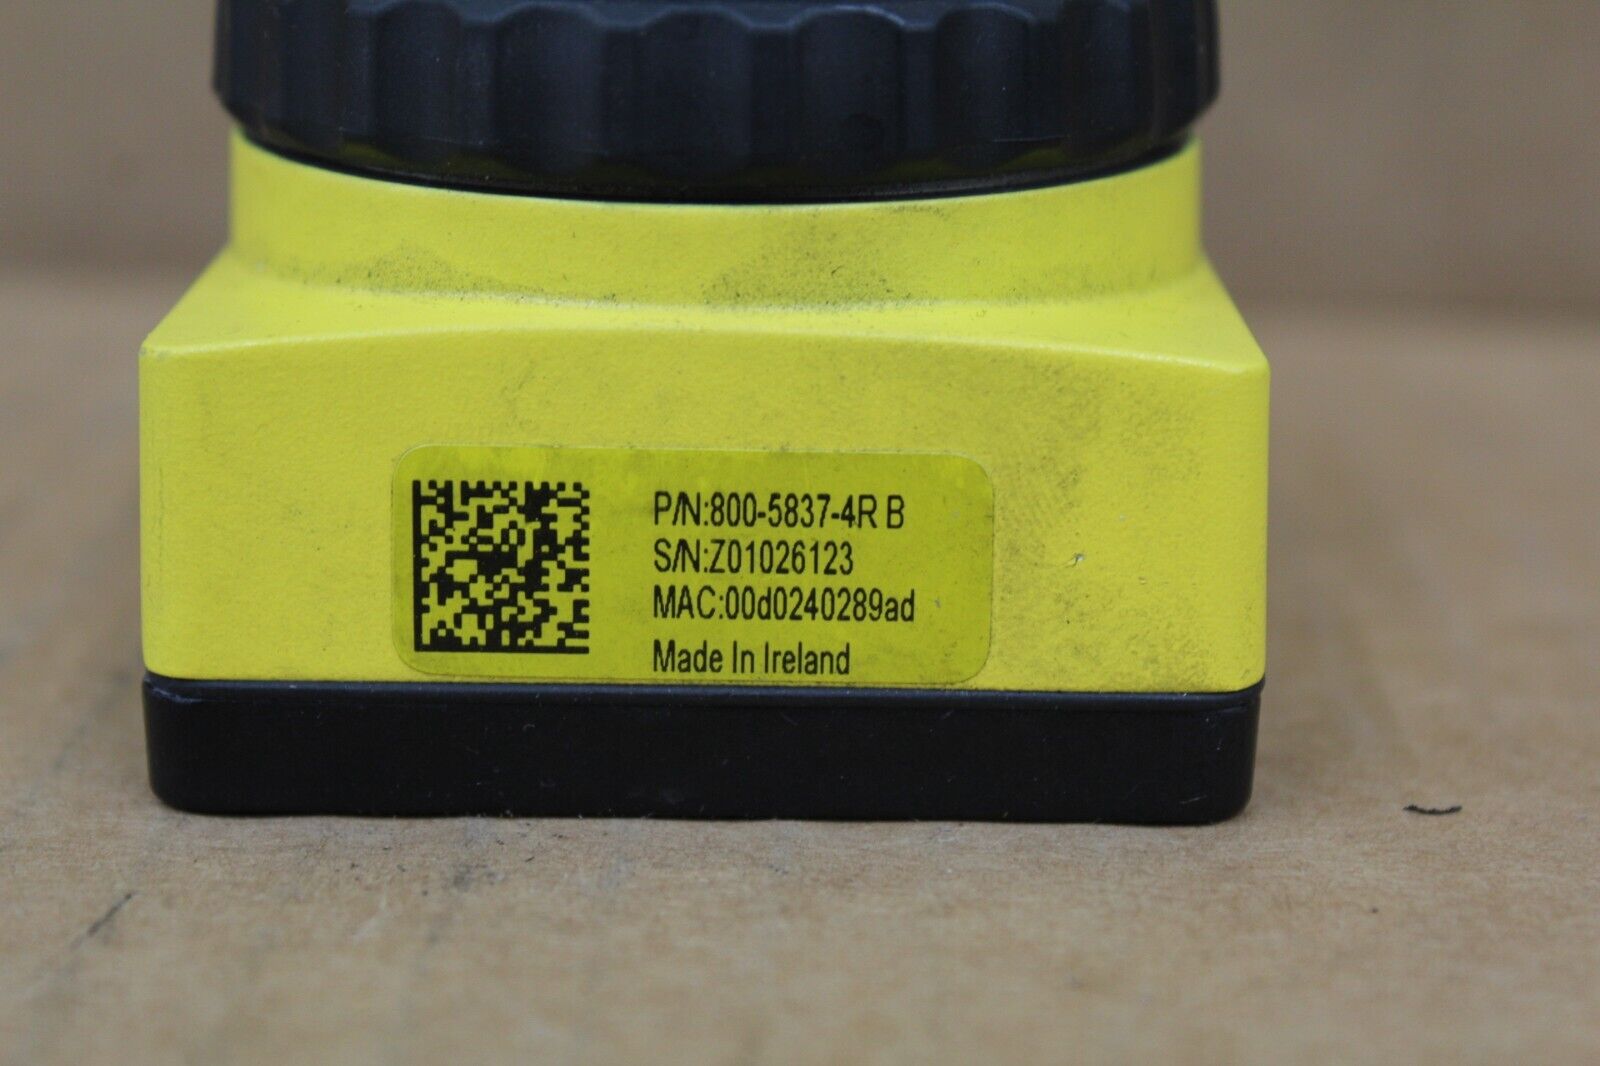 P/N:800-5837-4R B
S/N:Z01026123
MAC:00d0240289ad
Made In Ireland